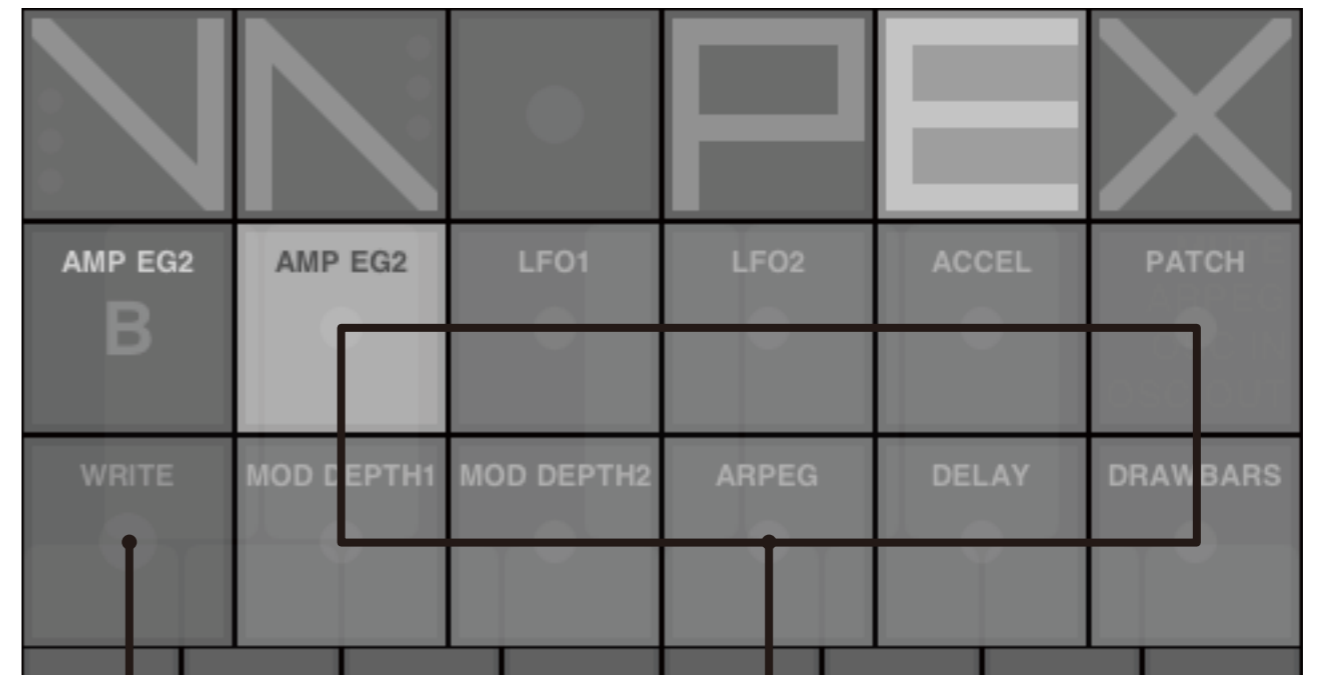 P E X
AMP EG2 AMP EG2 LFO1 LFO2 ACCEL PATCH
B
WRITE MOD DEPTH1 MOD DEPTH2 ARPEG DELAY DRAWBARS